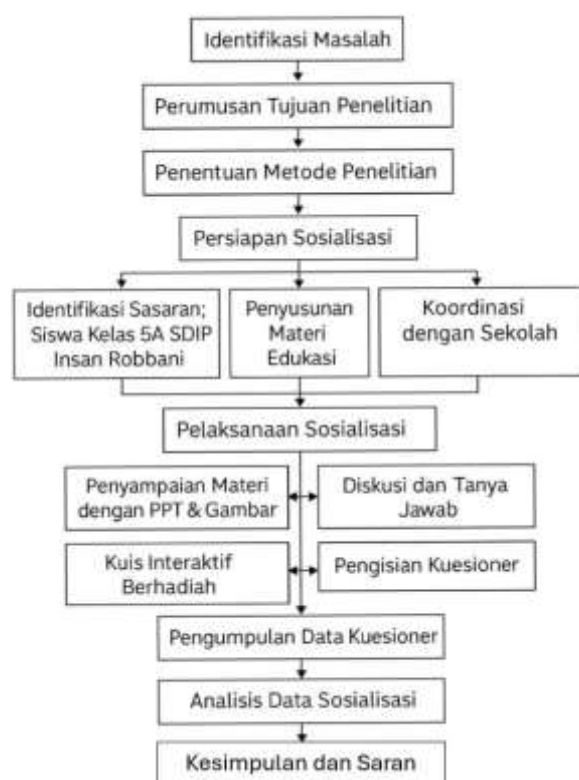 Identifikasi Masalah
Perumusan Tujuan Penelitian
Penentuan Metode Penelitian
Persiapan Sosialisasi
Identifikasi Sasaran;
Siswa Kelas 5A SDIP
Insan Robbani
Penyusunan
Materi
Edukasi
Koordinasi
dengan Sekolah
Pelaksanaan Sosialisasi
Penyampaian Materi
dengan PPT & Gambar
Diskusi dan Tanya
Jawab
Kuis Interaktif
Berhadiah
Pengisian Kuesioner
Pengumpulan Data Kuesioner
Analisis Data Sosialisasi
Kesimpulan dan Saran